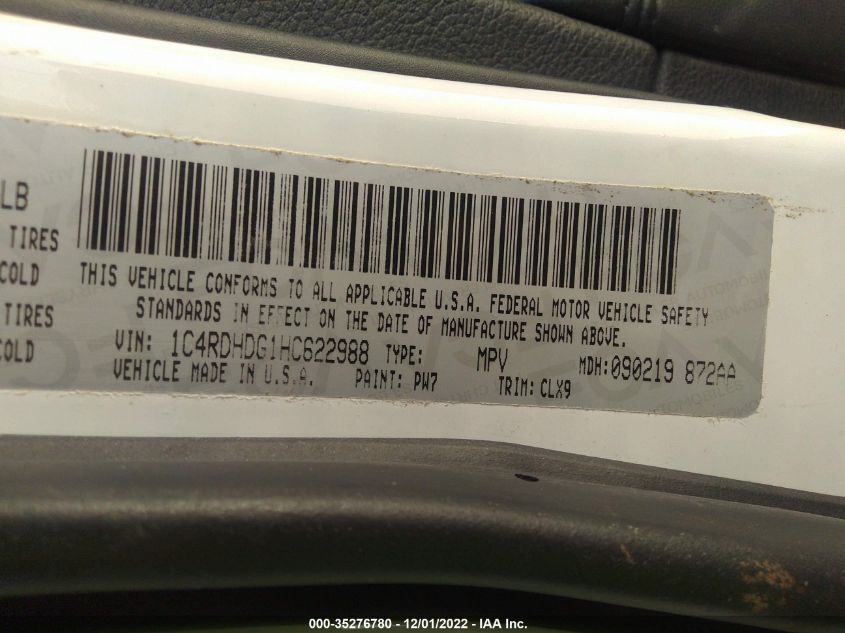 LB
TIRES
COLD
TIRES
COLD
THIS VEHICLE CONFORMS TO ALL APPLICABLE U.S.A. FEDERAL MOTOR VEHICLE SAFETY
STANDARDS IN EFFECT ON THE DATE OF MANUFACTURE SHOWN ABOVE.
VIN: 1C4RDHDG1HC622988 TYPE: MPV MDH:090219 872AA
VEHICLE MADE IN U.S.A. PAINT: PW7 TRIM: CLX9
000-35276780 - 12/01/2022 - IAA Inc.